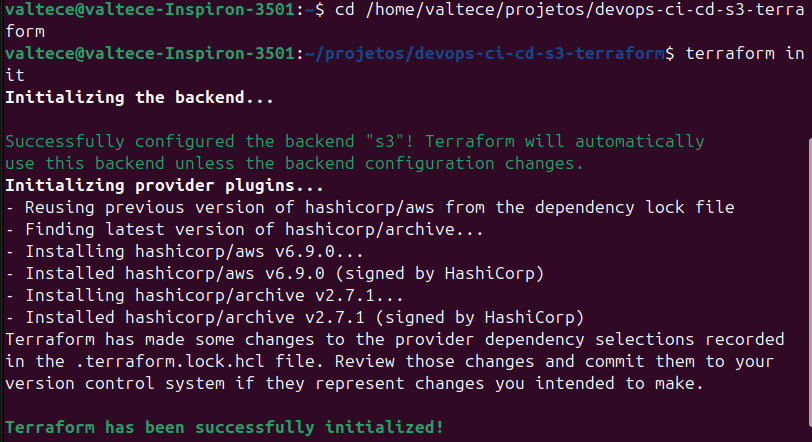 valtece@valtece-Inspiron-3501:~$ cd /home/valtece/projetos/devops-ci-cd-s3-terra
form
valtece@valtece-Inspiron-3501:~/projetos/devops-ci-cd-s3-terraform$ terraform in
it
Initializing the backend...

Successfully configured the backend "s3"! Terraform will automatically
use this backend unless the backend configuration changes.
Initializing provider plugins...
- Reusing previous version of hashicorp/aws from the dependency lock file
- Finding latest version of hashicorp/archive...
- Installing hashicorp/aws v6.9.0...
- Installed hashicorp/aws v6.9.0 (signed by HashiCorp)
- Installing hashicorp/archive v2.7.1...
- Installed hashicorp/archive v2.7.1 (signed by HashiCorp)
Terraform has made some changes to the provider dependency selections recorded
in the .terraform.lock.hcl file. Review those changes and commit them to your
version control system if they represent changes you intended to make.

Terraform has been successfully initialized!